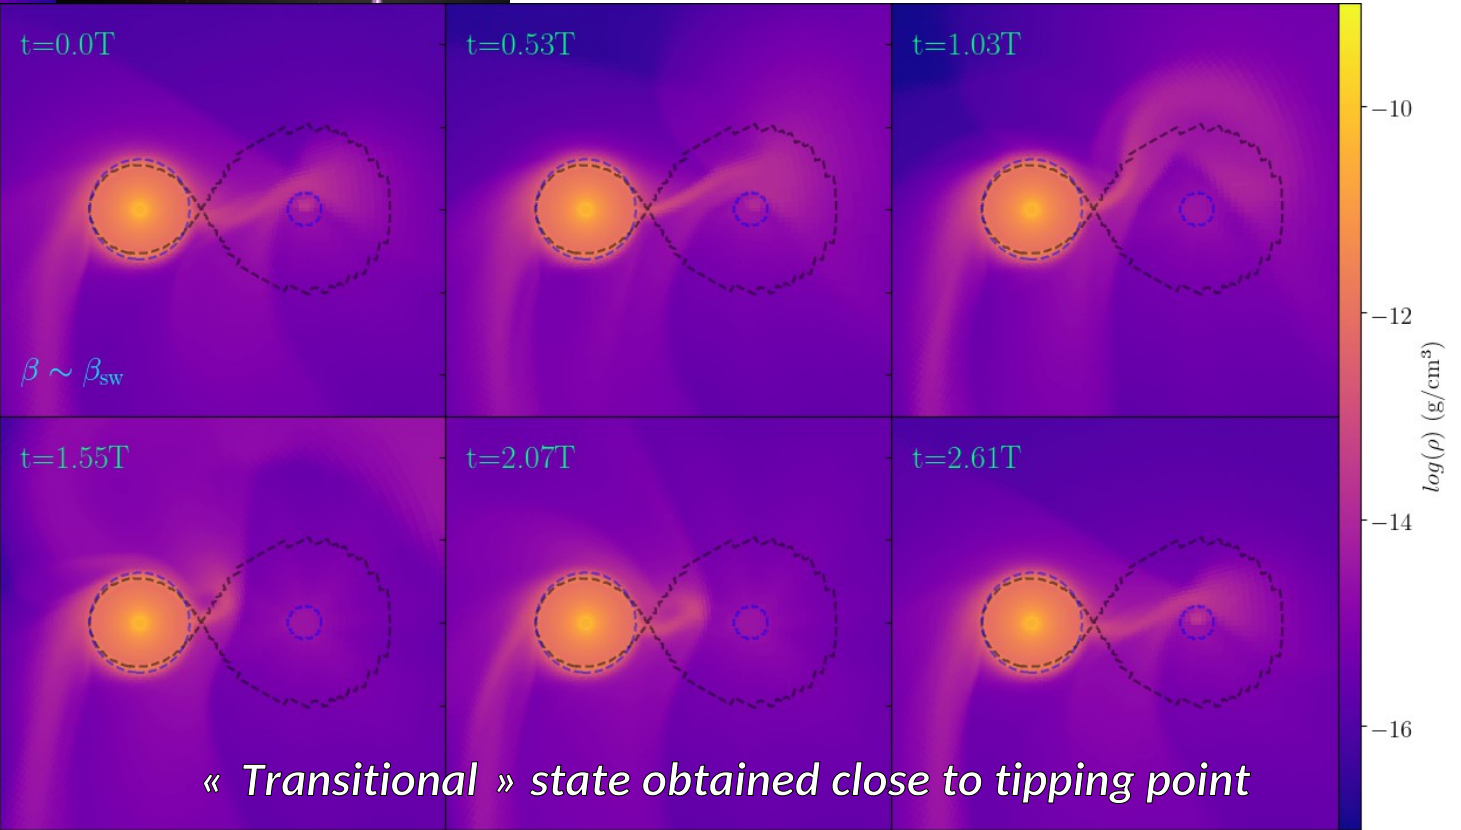 t=0.0T
t=0.53T
t=1.03T
β ~ βsw
t=1.55T
t=2.07T
t=2.61T
« Transitional » state obtained close to tipping point
−10
−12
−14
−16
log(ρ) (g/cm³)